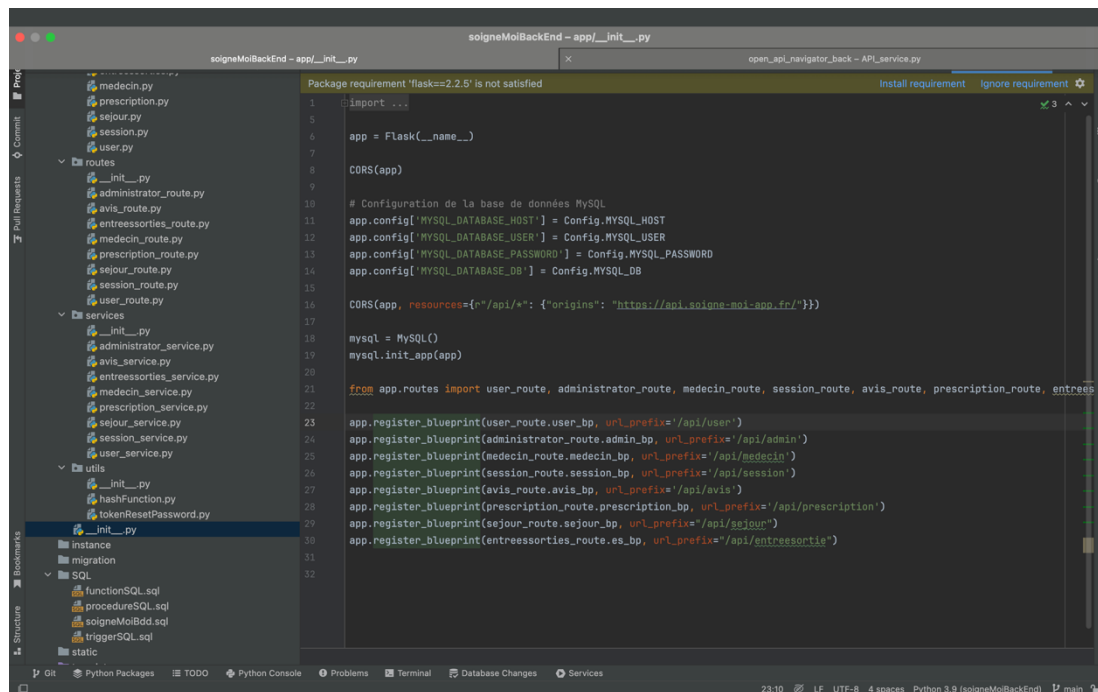 soigneMoiBackEnd – app/__init__.py
soigneMoiBackEnd – app/__init__.py
open_api_navigator_back – API_service.py
Proje
Commit
Pull Requests
Bookmarks
Structure
medecin.py
prescription.py
sejour.py
session.py
user.py
routes
__init__.py
administrator_route.py
avis_route.py
entreessorties_route.py
medecin_route.py
prescription_route.py
sejour_route.py
session_route.py
user_route.py
services
__init__.py
administrator_service.py
avis_service.py
entreessorties_service.py
medecin_service.py
prescription_service.py
sejour_service.py
session_service.py
user_service.py
utils
__init__.py
hashFunction.py
tokenResetPassword.py
__init__.py
instance
migration
SQL
functionSQL.sql
procedureSQL.sql
soigneMoiBdd.sql
triggerSQL.sql
static
Package requirement 'flask==2.2.5' is not satisfied Install requirement Ignore requirement
1 import ... 3
5
6 app = Flask(__name__)
7
8 CORS(app)
9
10 # Configuration de la base de données MySQL
11 app.config['MYSQL_DATABASE_HOST'] = Config.MYSQL_HOST
12 app.config['MYSQL_DATABASE_USER'] = Config.MYSQL_USER
13 app.config['MYSQL_DATABASE_PASSWORD'] = Config.MYSQL_PASSWORD
14 app.config['MYSQL_DATABASE_DB'] = Config.MYSQL_DB
15
16 CORS(app, resources={r"/api/*": {"origins": "https://api.soigne-moi-app.fr/"}})
17
18 mysql = MySQL()
19 mysql.init_app(app)
20
21 from app.routes import user_route, administrator_route, medecin_route, session_route, avis_route, prescription_route, entrees
22
23 app.register_blueprint(user_route.user_bp, url_prefix='/api/user')
24 app.register_blueprint(administrator_route.admin_bp, url_prefix='/api/admin')
25 app.register_blueprint(medecin_route.medecin_bp, url_prefix='/api/medecin')
26 app.register_blueprint(session_route.session_bp, url_prefix='/api/session')
27 app.register_blueprint(avis_route.avis_bp, url_prefix='/api/avis')
28 app.register_blueprint(prescription_route.prescription_bp, url_prefix='/api/prescription')
29 app.register_blueprint(sejour_route.sejour_bp, url_prefix="/api/sejour")
30 app.register_blueprint(entreessorties_route.es_bp, url_prefix="/api/entreesortie")
31
32
Git Python Packages TODO Python Console Problems Terminal Database Changes Services
23:10 LF UTF-8 4 spaces Python 3.9 (soigneMoiBackEnd) main